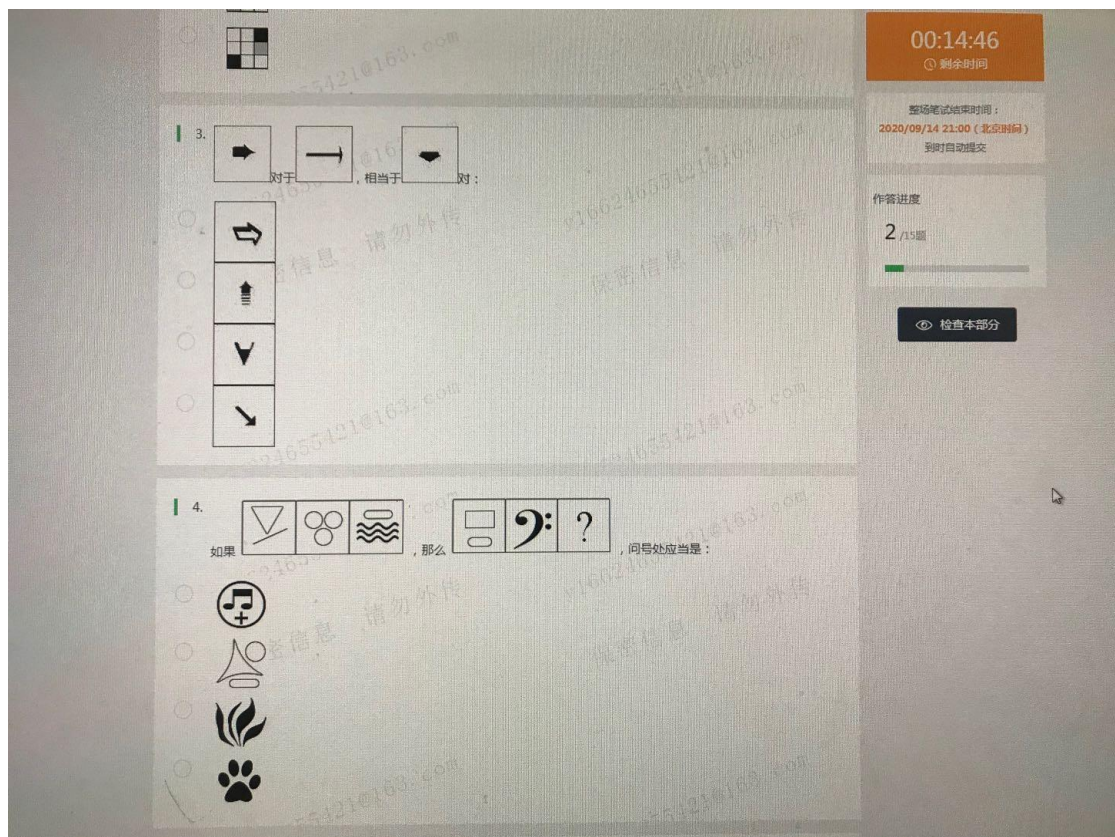 00:14:46
剩余时间
整场笔试结束时间：
2020/09/14 21:00（北京时间）
到时自动提交
作答进度
2/15题
检查本部分
3.
对于 ，相当于 对：
4.
如果 ，那么 ? ，问号处应当是：
y16624655421@163.com
保密信息 请勿外传